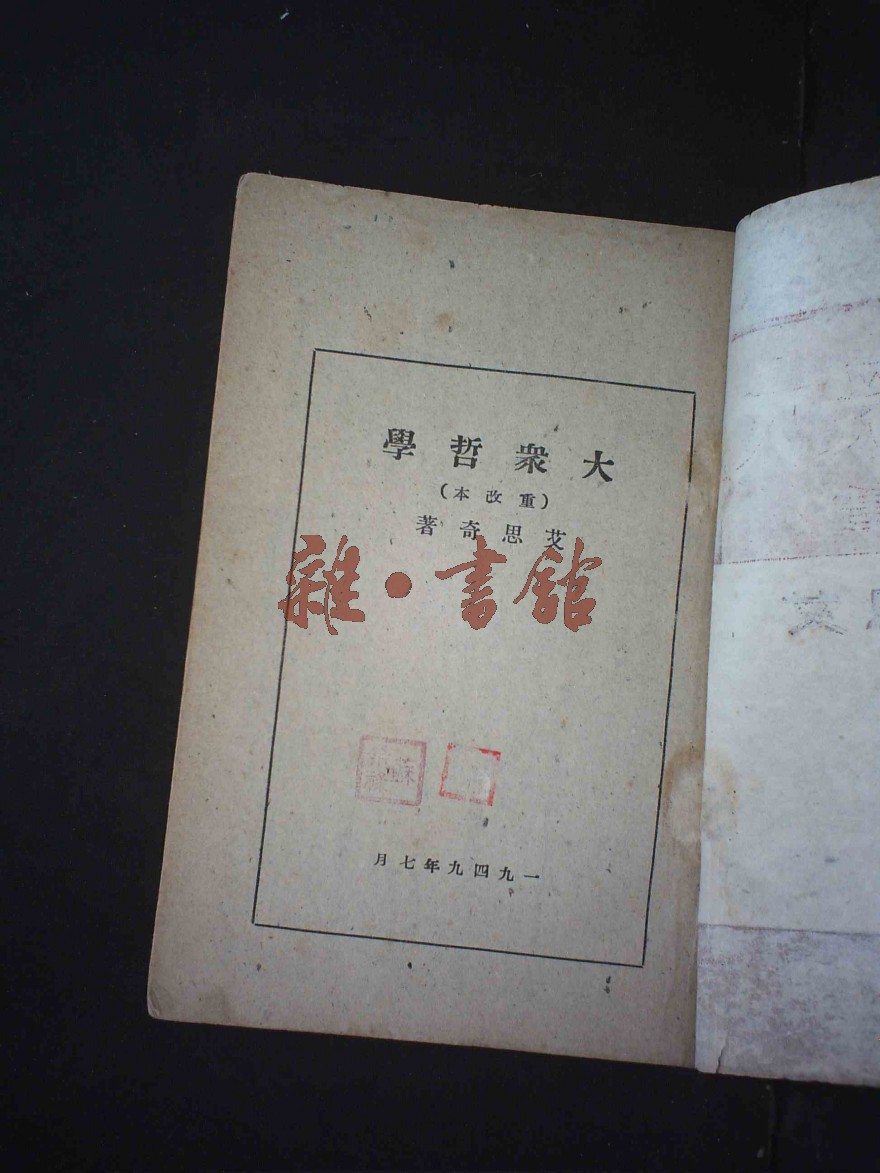 大衆哲學
(重改本)
艾思奇著
雜·書館
一九四九年七月